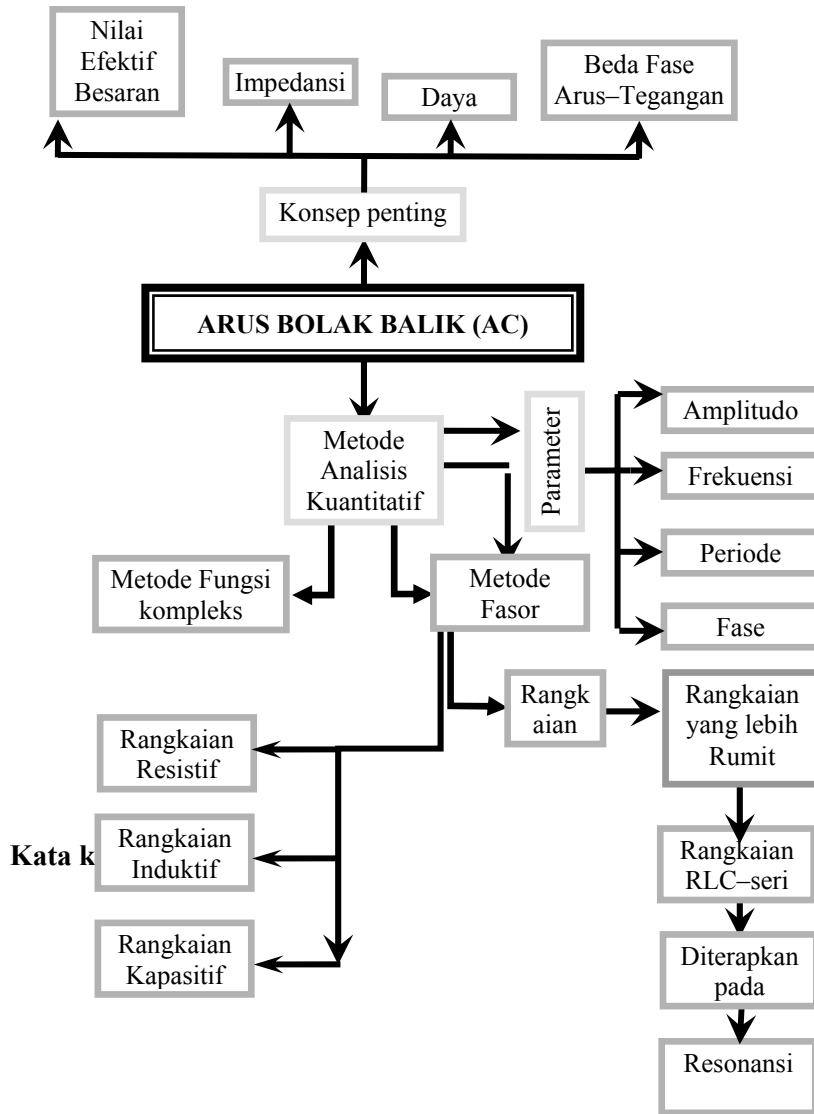 Nilai
Efektif
Besaran
Impedansi
Daya
Beda Fase
Arus–Tegangan
Konsep penting
ARUS BOLAK BALIK (AC)
Metode
Analisis
Kuantitatif
Parameter
Amplitudo
Frekuensi
Periode
Fase
Metode Fungsi
kompleks
Metode
Fasor
Rangk
aian
Rangkaian
yang lebih
Rumit
Rangkaian
Resistif
Kata k
Rangkaian
Induktif
Rangkaian
Kapasitif
Rangkaian
RLC–seri
Diterapkan
pada
Resonansi